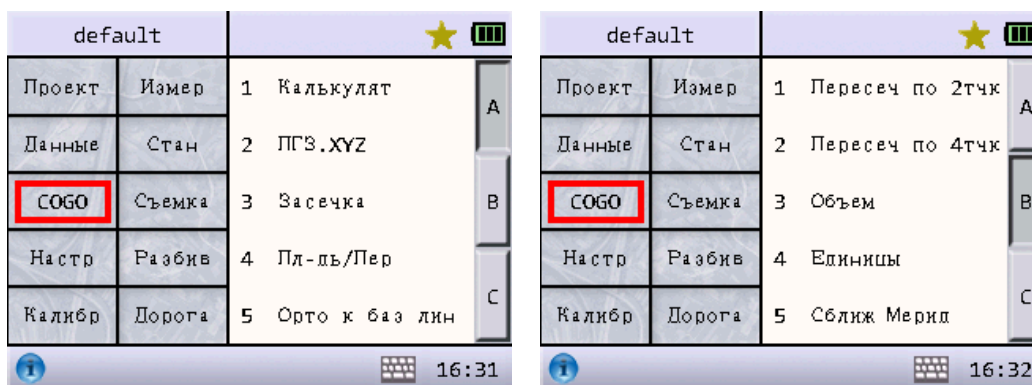 default
Проект Измер
Данные Стан
COGO Съемка
Настр Разбив
Калибр Дорога
1 Калькулят
2 ПГЗ.XYZ
3 Засечка
4 Пл-дь/Пер
5 Орто к баз лин
A
B
C
16:31
default
Проект Измер
Данные Стан
COGO Съемка
Настр Разбив
Калибр Дорога
1 Пересеч по 2тчк
2 Пересеч по 4тчк
3 Объем
4 Единицы
5 Сближ Мерид
A
B
C
16:32